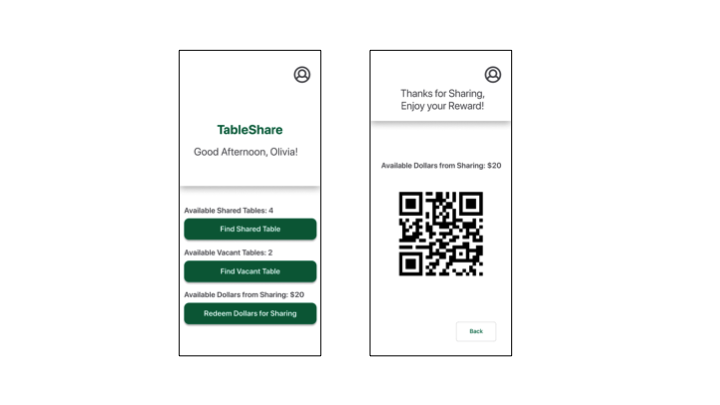 TableShare
Good Afternoon, Olivia!
Available Shared Tables: 4
Find Shared Table
Available Vacant Tables: 2
Find Vacant Table
Available Dollars from Sharing: $20
Redeem Dollars for Sharing
Thanks for Sharing,
Enjoy your Reward!
Available Dollars from Sharing: $20
Back